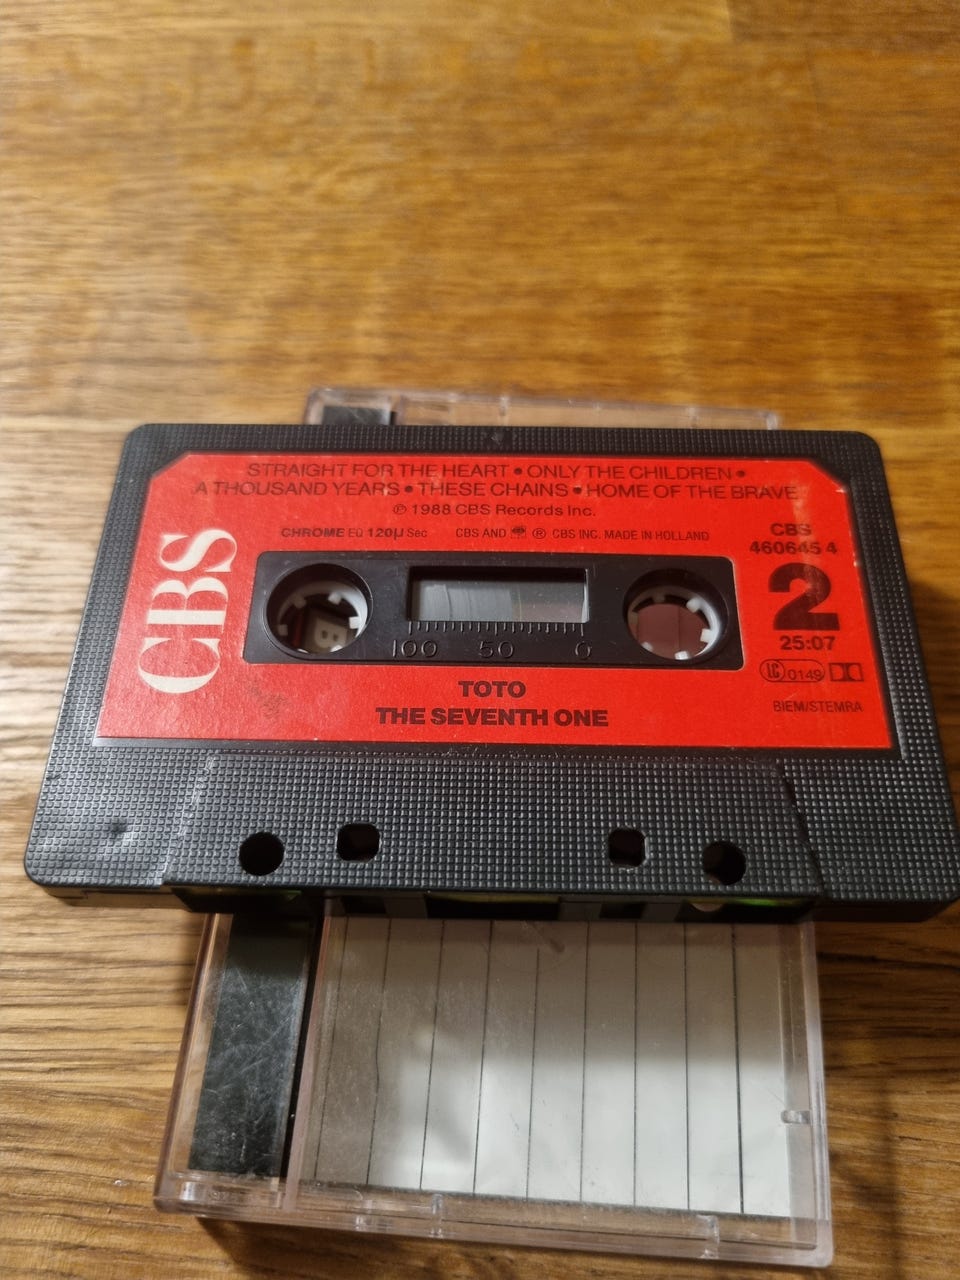 STRAIGHT FOR THE HEART • ONLY THE CHILDREN •
A THOUSAND YEARS • THESE CHAINS • HOME OF THE BRAVE
℗ 1988 CBS Records Inc.
CHROME EQ 120µ Sec CBS AND ® CBS INC. MADE IN HOLLAND
CBS
460645 4
CBS
2
25:07
100 50 0
LC 0149
TOTO
THE SEVENTH ONE
BIEM/STEMRA